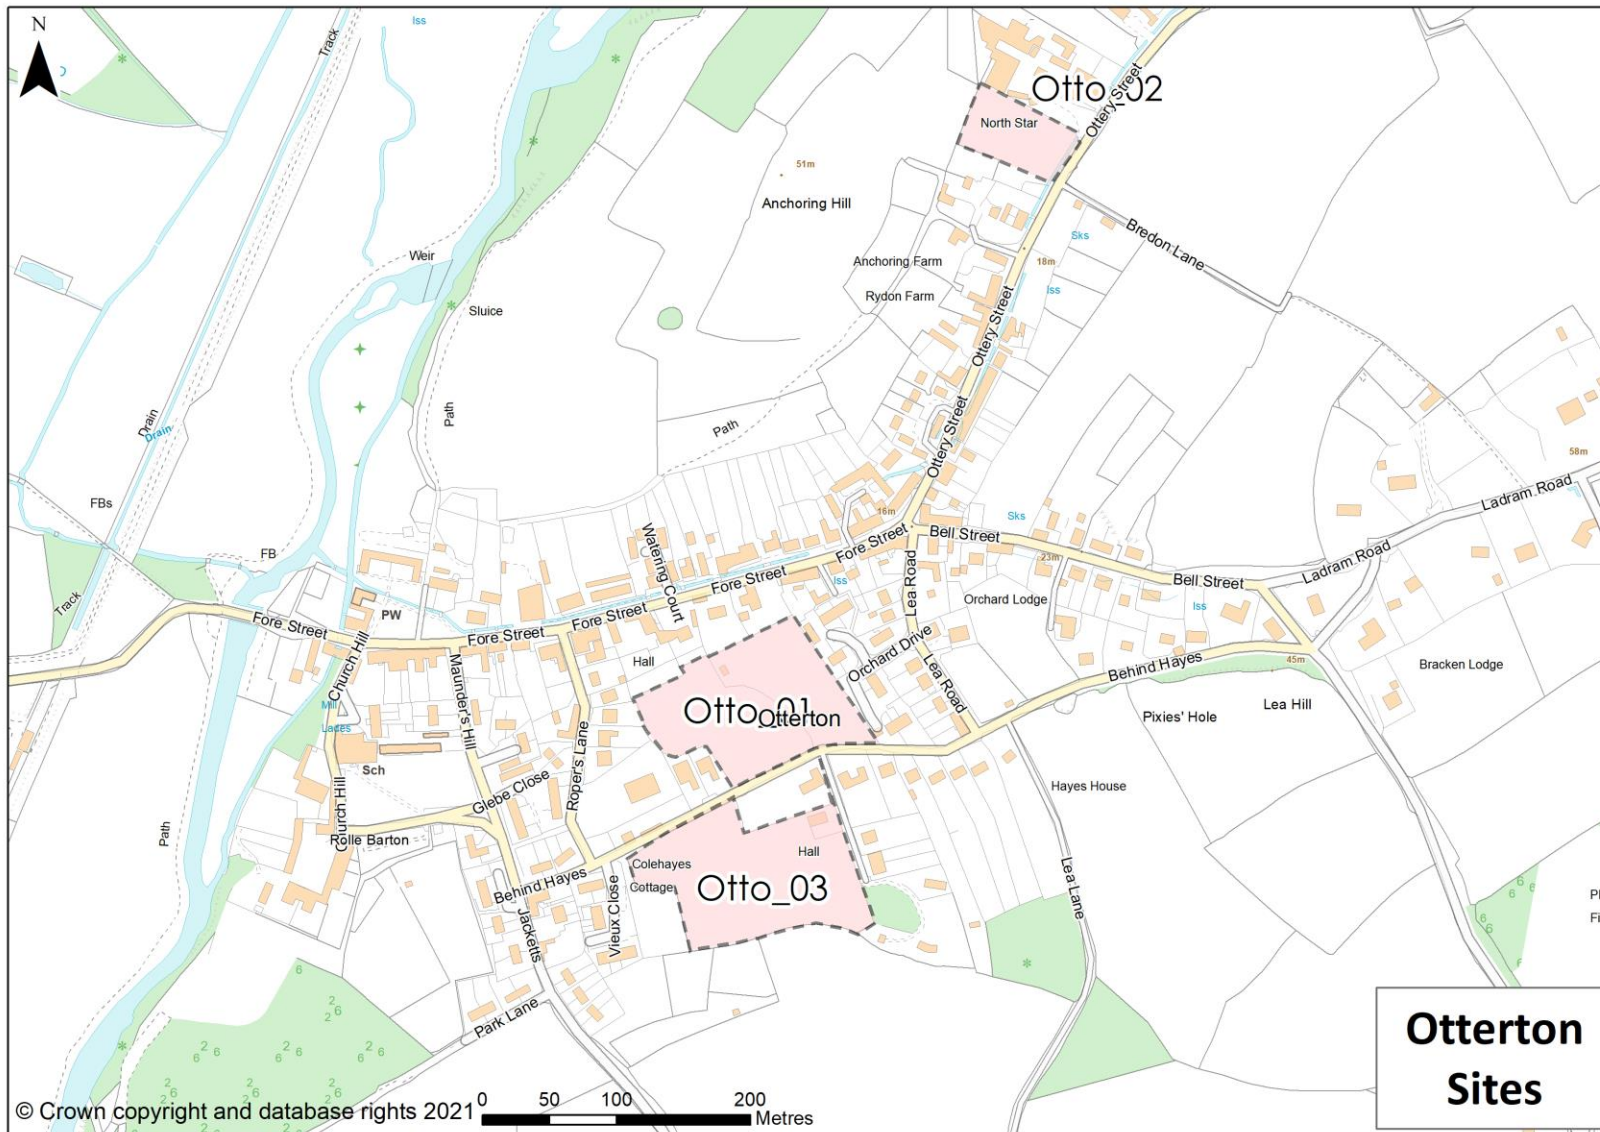 N
Iss
Track
Otto_02
Ottery Street
North Star
51m
Anchoring Hill
Sks
Bredon Lane
Weir
Anchoring Farm
18m
Iss
Rydon Farm
Sluice
Ottery Street
Path
Drain
Drain
Path
Ottery Street
58m
Ladram Road
FBs
16m
Sks
Watering Court
Fore Street
Bell Street
FB
23m
Ladram Road
Fore Street
Iss
Bell Street
Track
Lea Road
Orchard Lodge
Iss
PW
Fore Street
Fore Street
Fore Street
Orchard Drive
Church Hill
Maunder's Hill
Hall
Lea Road
Behind Hayes
45m
Bracken Lodge
Mill
Lades
Otto_01
Otterton
Pixies' Hole
Lea Hill
Roper's Lane
Sch
Hayes House
Glebe Close
Church Hill
Path
Rolle Barton
Colehayes
Cottage
Hall
Behind Hayes
Otto_03
Lea Lane
Vieux Close
Jacketts
Pl
Fi
Park Lane
Otterton
Sites
© Crown copyright and database rights 2021
0 50 100 200
Metres